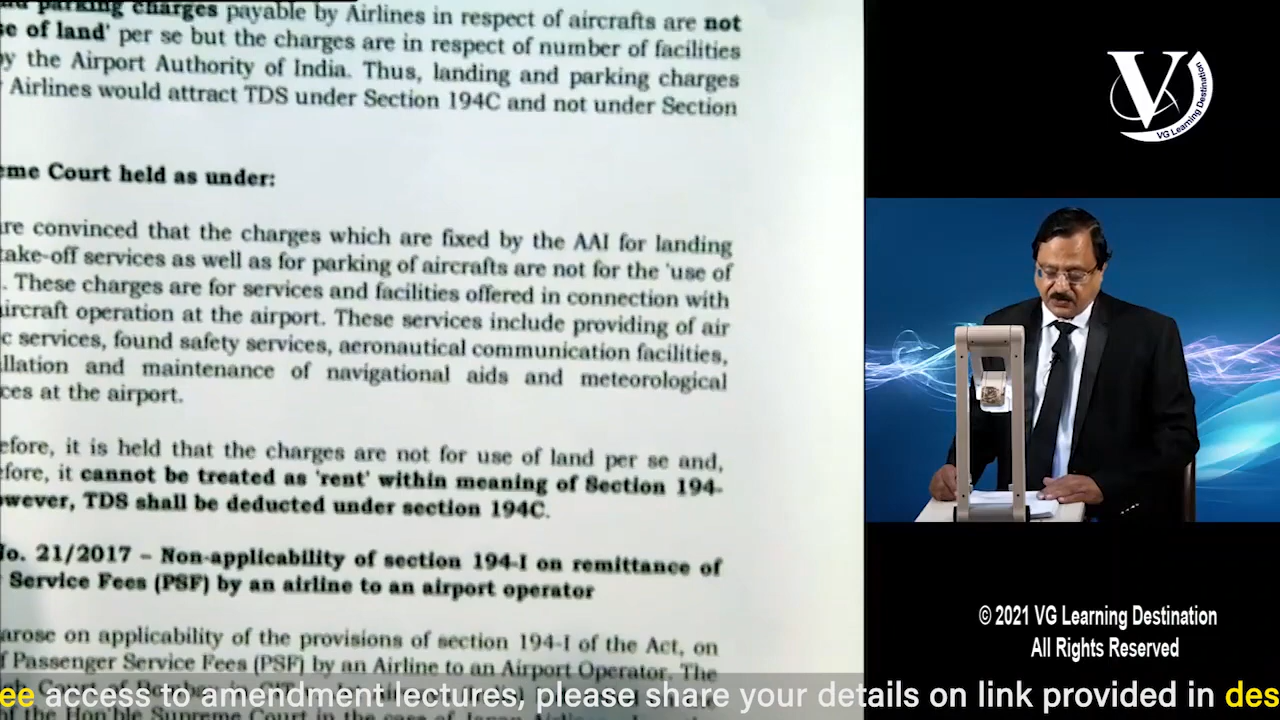 parking charges payable by Airlines in respect of aircrafts are not
se of land' per se but the charges are in respect of number of facilities
by the Airport Authority of India. Thus, landing and parking charges
Airlines would attract TDS under Section 194C and not under Section
eme Court held as under:
re convinced that the charges which are fixed by the AAI for landing
take-off services as well as for parking of aircrafts are not for the 'use of
. These charges are for services and facilities offered in connection with
ircraft operation at the airport. These services include providing of air
c services, found safety services, aeronautical communication facilities,
llation and maintenance of navigational aids and meteorological
ces at the airport.
efore, it is held that the charges are not for use of land per se and,
efore, it cannot be treated as 'rent' within meaning of Section 194-
owever, TDS shall be deducted under section 194C.
No. 21/2017 – Non-applicability of section 194-I on remittance of
Service Fees (PSF) by an airline to an airport operator
arose on applicability of the provisions of section 194-I of the Act, on
f Passenger Service Fees (PSF) by an Airline to an Airport Operator. The
V
VG Learning Destination
© 2021 VG Learning Destination
All Rights Reserved
ee access to amendment lectures, please share your details on link provided in des